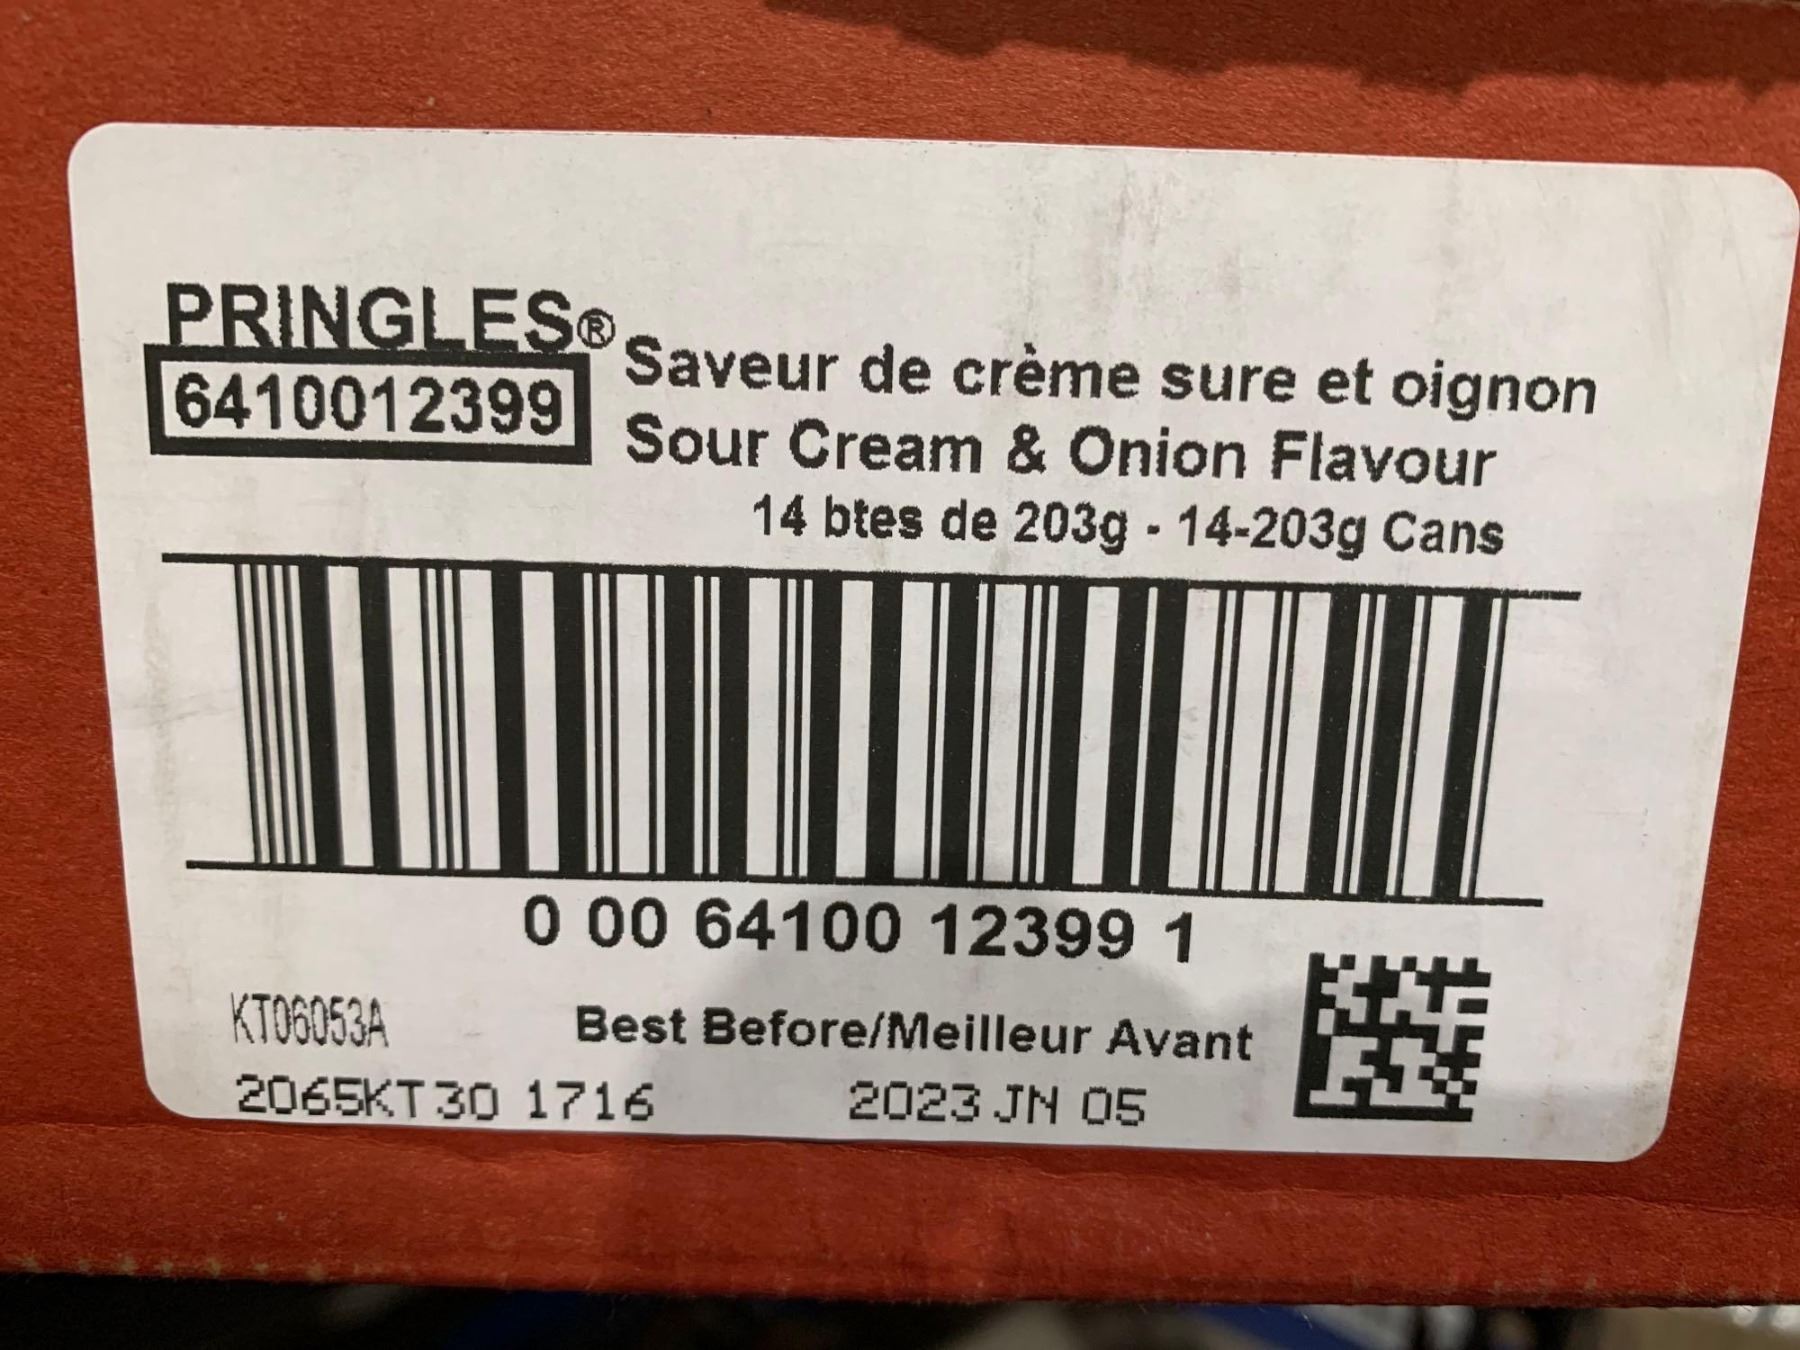 PRINGLES®
6410012399
Saveur de crème sure et oignon
Sour Cream & Onion Flavour
14 btes de 203g - 14-203g Cans
0 00 64100 12399 1
KT06053A
Best Before/Meilleur Avant
2065KT30 1716 2023 JN 05